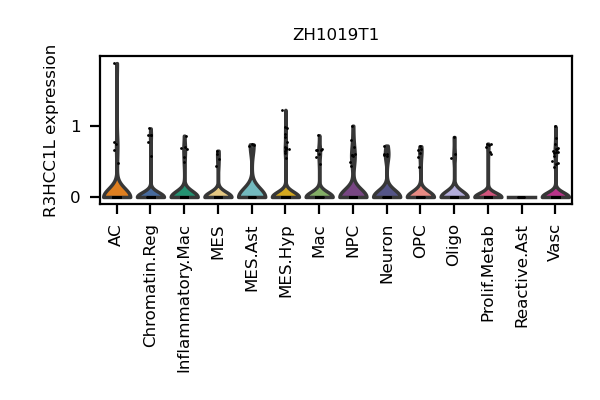 ZH1019T1
R3HCC1L expression
1
0
AC
Chromatin.Reg
Inflammatory.Mac
MES
MES.Ast
MES.Hyp
Mac
NPC
Neuron
OPC
Oligo
Prolif.Metab
Reactive.Ast
Vasc